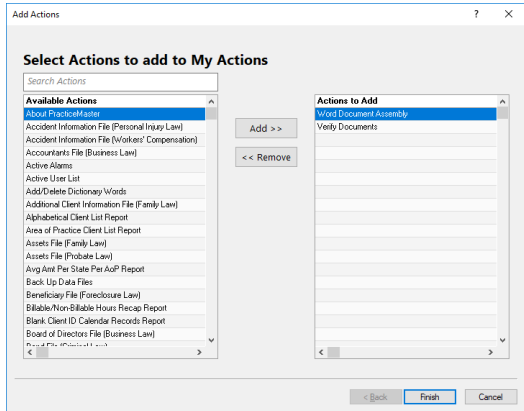 Add Actions
? X
Select Actions to add to My Actions
Search Actions
Available Actions
About PracticeMaster
Accident Information File (Personal Injury Law)
Accident Information File (Workers' Compensation)
Accountants File (Business Law)
Active Alarms
Active User List
Add/Delete Dictionary Words
Additional Client Information File (Family Law)
Alphabetical Client List Report
Area of Practice Client List Report
Assets File (Family Law)
Assets File (Probate Law)
Avg Amt Per State Per AoP Report
Back Up Data Files
Beneficiary File (Foreclosure Law)
Billable/Non-Billable Hours Recap Report
Blank Client ID Calendar Records Report
Board of Directors File (Business Law)
Add >>
<< Remove
Actions to Add
Word Document Assembly
Verify Documents
< Back
Finish
Cancel